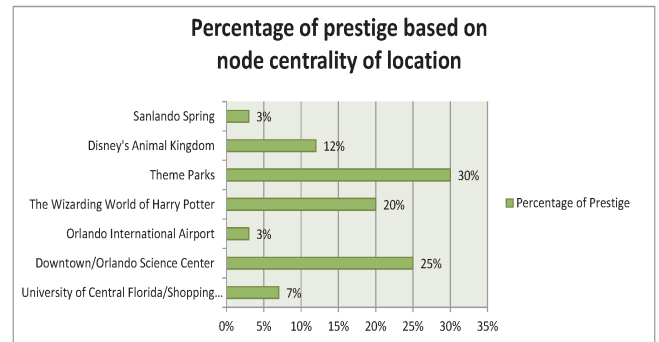 Percentage of prestige based on
node centrality of location
Sanlando Spring
3%
Disney's Animal Kingdom
12%
Theme Parks
30%
The Wizarding World of Harry Potter
20%
Orlando International Airport
3%
Downtown/Orlando Science Center
25%
University of Central Florida/Shopping...
7%
Percentage of Prestige
0% 5% 10% 15% 20% 25% 30% 35%